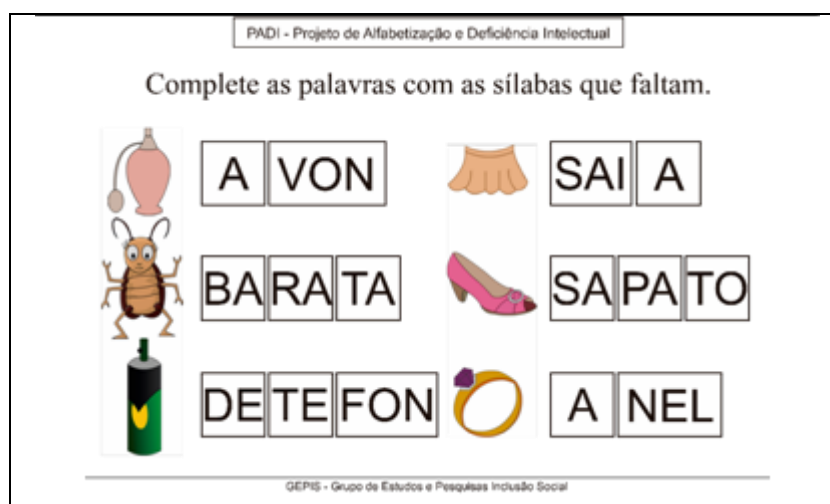 PADI - Projeto de Alfabetização e Deficiência Intelectual
Complete as palavras com as sílabas que faltam.
A VON SAI A
BA RA TA SA PA TO
DE TE FON A NEL
GEPIS - Grupo de Estudos e Pesquisas Inclusão Social